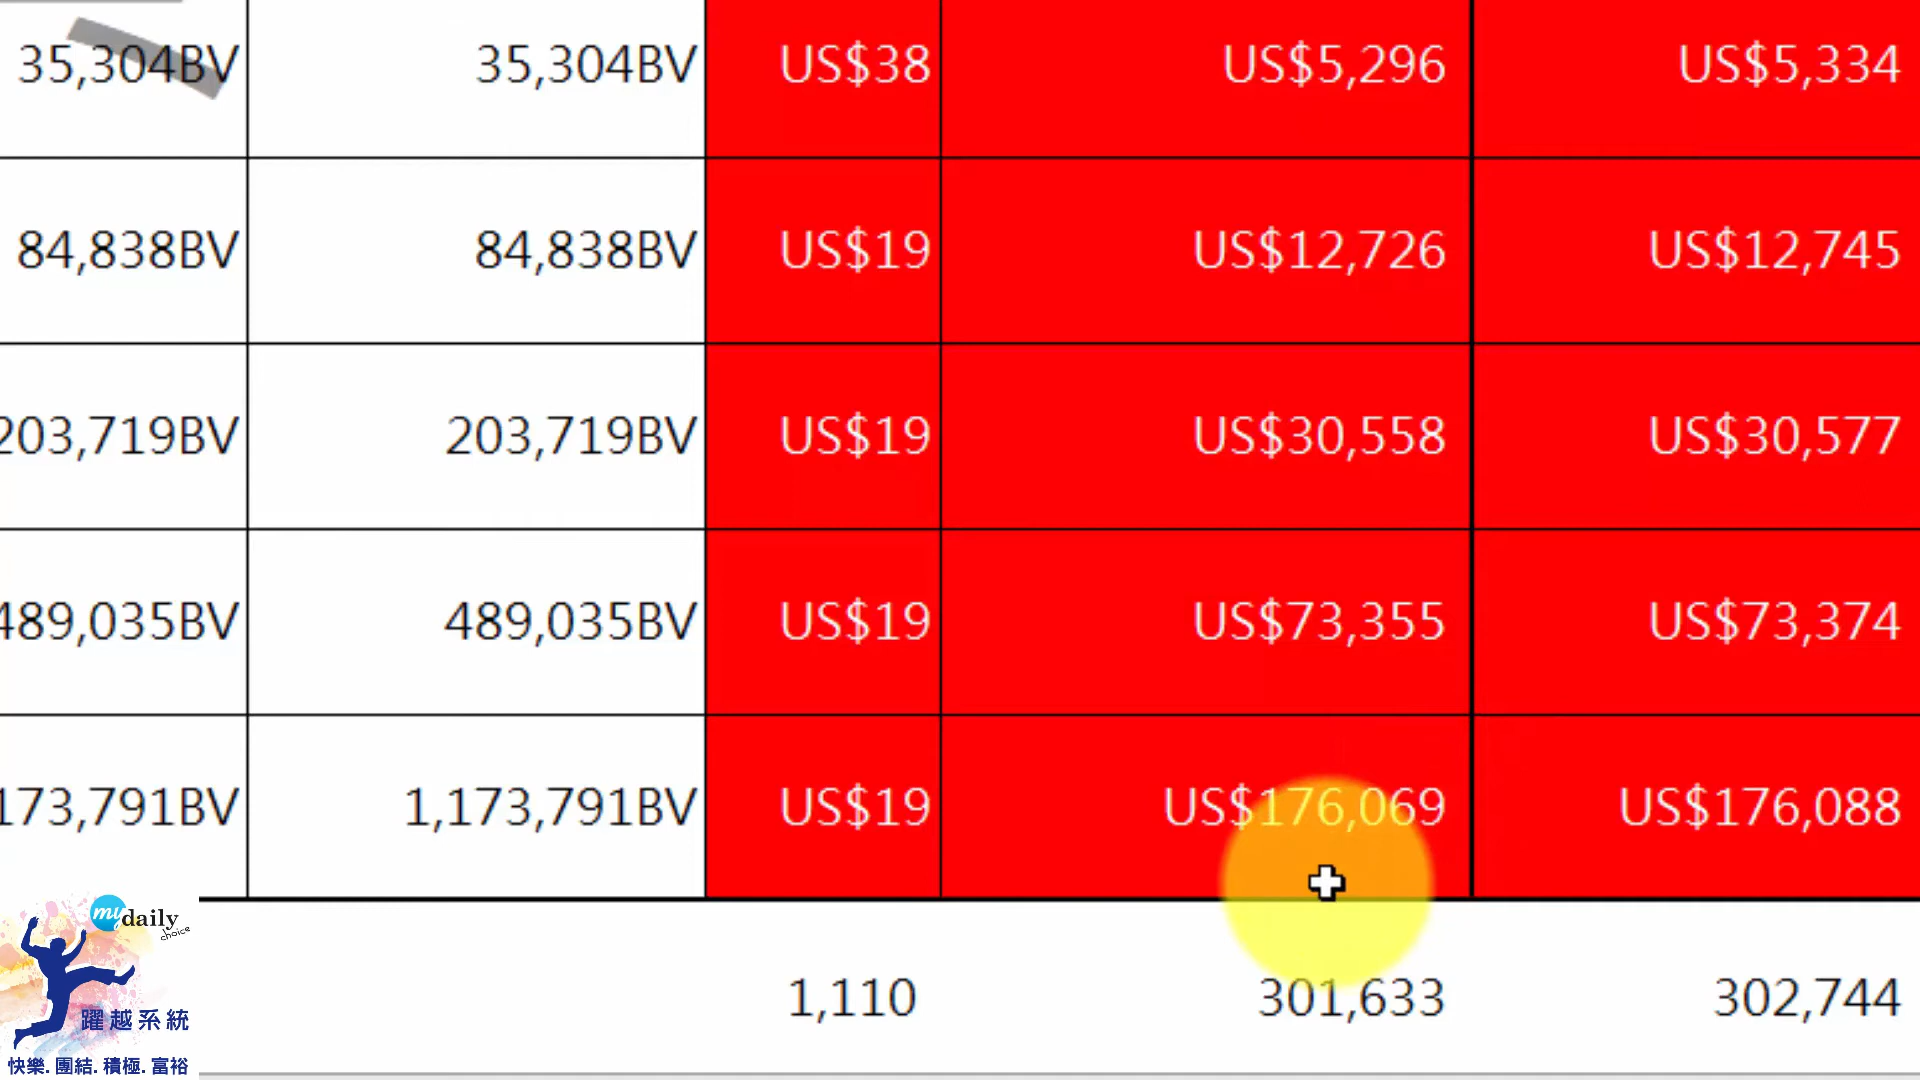 35,304BV 35,304BV US$38 US$5,296 US$5,334
84,838BV 84,838BV US$19 US$12,726 US$12,745
203,719BV 203,719BV US$19 US$30,558 US$30,577
489,035BV 489,035BV US$19 US$73,355 US$73,374
173,791BV 1,173,791BV US$19 US$176,069 US$176,088
1,110 301,633 302,744
my daily choice
躍越系統
快樂.團結.積極.富裕